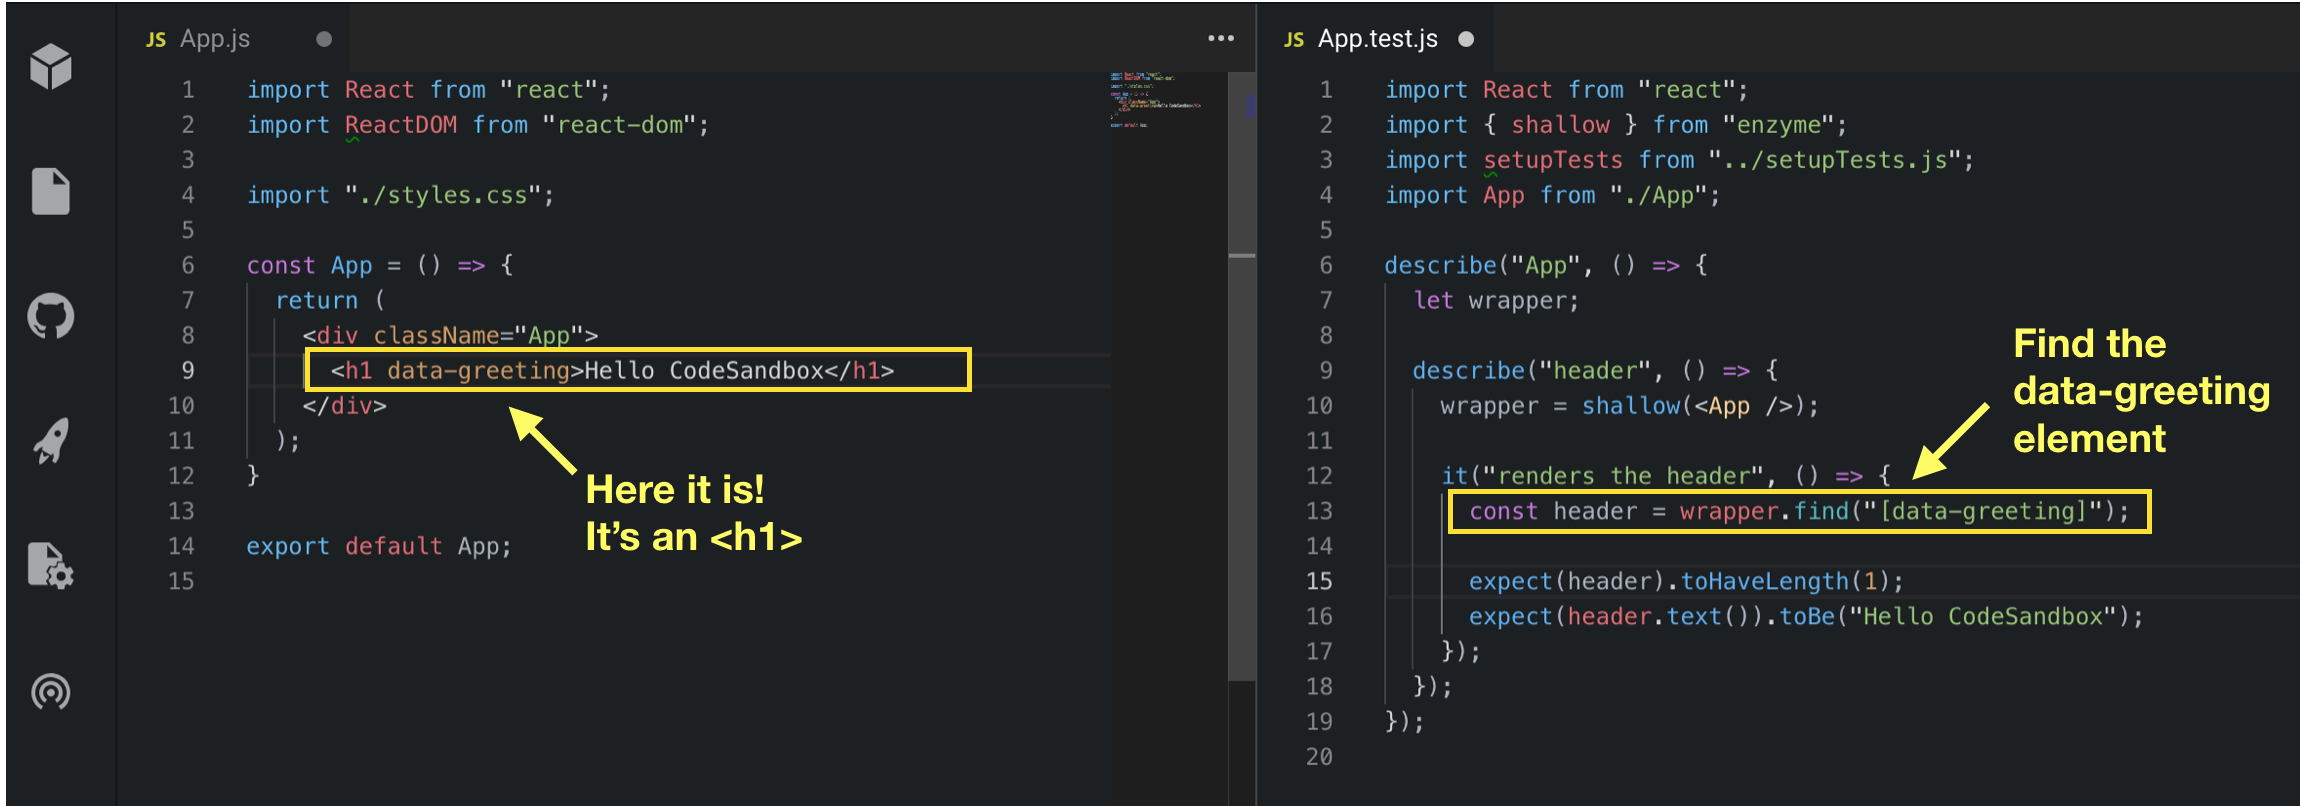 JS App.js
1 import React from "react";
2 import ReactDOM from "react-dom";
3
4 import "./styles.css";
5
6 const App = () => {
7   return (
8     <div className="App">
9       <h1 data-greeting>Hello CodeSandbox</h1>
10     </div>
11   );
12 }
13
14 export default App;
15
Here it is!
It's an <h1>
JS App.test.js
1 import React from "react";
2 import { shallow } from "enzyme";
3 import setupTests from "../setupTests.js";
4 import App from "./App";
5
6 describe("App", () => {
7   let wrapper;
8
9   describe("header", () => {
10     wrapper = shallow(<App />);
11
12     it("renders the header", () => {
13       const header = wrapper.find("[data-greeting]");
14
15       expect(header).toHaveLength(1);
16       expect(header.text()).toBe("Hello CodeSandbox");
17     });
18   });
19 });
20
Find the
data-greeting
element